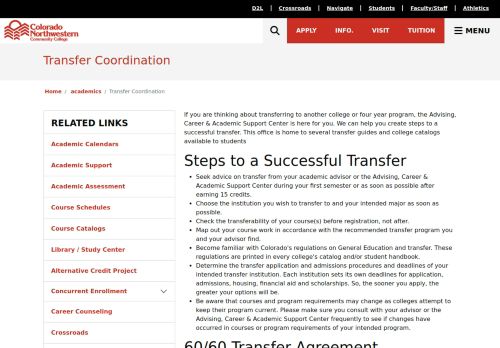 D2L | Crossroads | Navigate | Students | Faculty/Staff | Athletics
Colorado
Northwestern
Community College
APPLY INFO. VISIT TUITION MENU
Transfer Coordination
Home / academics / Transfer Coordination
RELATED LINKS
Academic Calendars
Academic Support
Academic Assessment
Course Schedules
Course Catalogs
Library / Study Center
Alternative Credit Project
Concurrent Enrollment
Career Counseling
Crossroads
If you are thinking about transferring to another college or four year program, the Advising,
Career & Academic Support Center is here for you. We can help you create steps to a
successful transfer. This office is home to several transfer guides and college catalogs
available to students
Steps to a Successful Transfer
• Seek advice on transfer from your academic advisor or the Advising, Career &
Academic Support Center during your first semester or as soon as possible after
earning 15 credits.
• Choose the institution you wish to transfer to and your intended major as soon as
possible.
• Check the transferability of your course(s) before registration, not after.
• Map out your course work in accordance with the recommended transfer program you
and your advisor find.
• Become familiar with Colorado's regulations on General Education and transfer. These
regulations are printed in every college's catalog and/or student handbook.
• Determine the transfer application and admissions procedures and deadlines of your
intended transfer institution. Each institution sets its own deadlines for application,
admissions, housing, financial aid and scholarships. So, the sooner you apply, the
greater your options will be.
• Be aware that courses and program requirements may change as colleges attempt to
keep their program current. Please make sure you consult with your advisor or the
Advising, Career & Academic Support Center frequently to see if changes have
occurred in courses or program requirements of your intended program.
60/60 Transfer Agreement